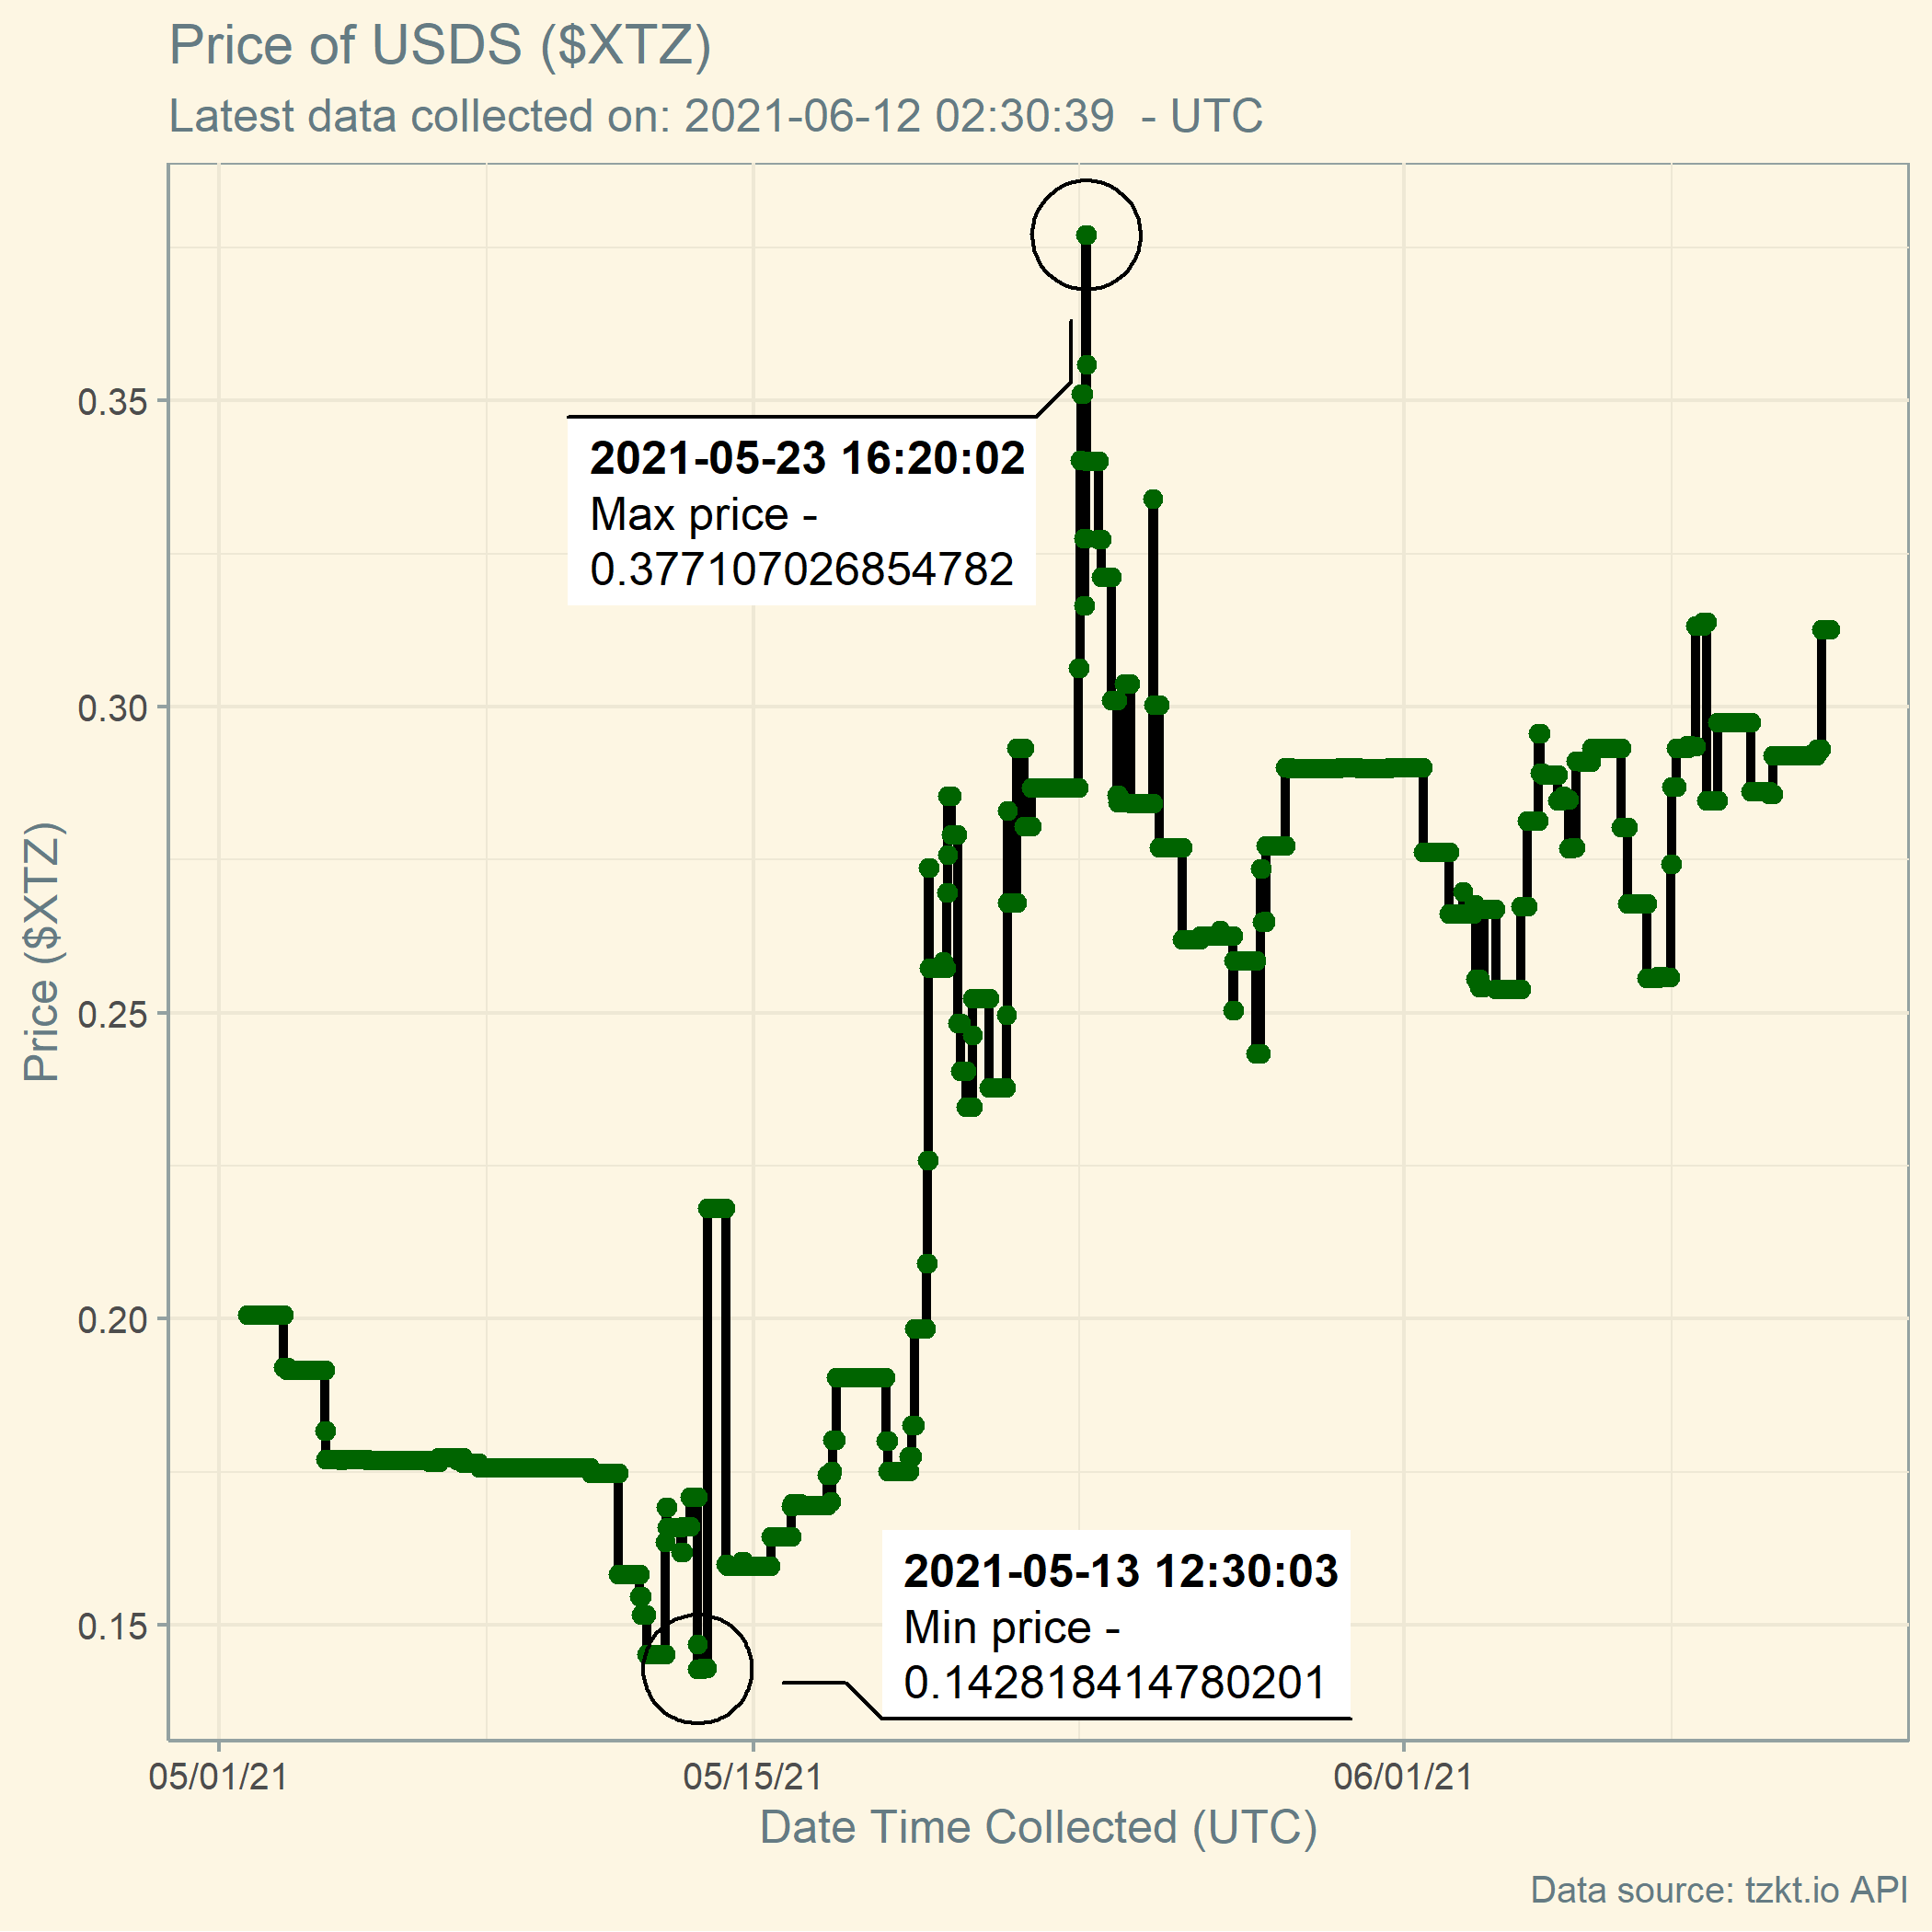 Price of USDS ($XTZ)
Latest data collected on: 2021-06-12 02:30:39  - UTC
Price ($XTZ)
0.35
0.30
0.25
0.20
0.15
2021-05-23 16:20:02
Max price -
0.377107026854782
2021-05-13 12:30:03
Min price -
0.142818414780201
05/01/21
05/15/21
06/01/21
Date Time Collected (UTC)
Data source: tzkt.io API